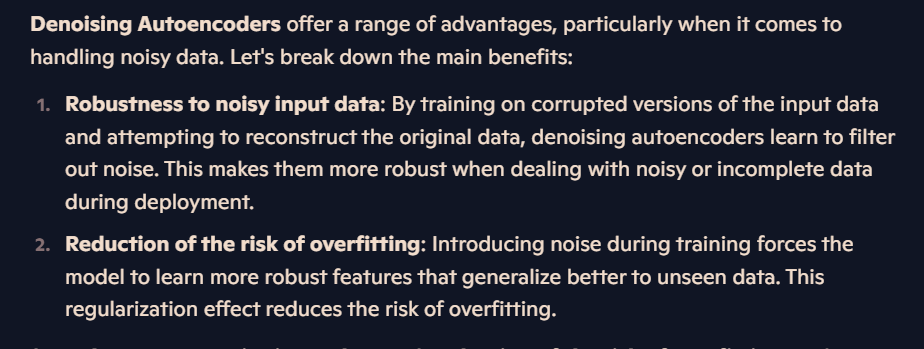 Denoising Autoencoders offer a range of advantages, particularly when it comes to
handling noisy data. Let's break down the main benefits:
1. Robustness to noisy input data: By training on corrupted versions of the input data
and attempting to reconstruct the original data, denoising autoencoders learn to filter
out noise. This makes them more robust when dealing with noisy or incomplete data
during deployment.
2. Reduction of the risk of overfitting: Introducing noise during training forces the
model to learn more robust features that generalize better to unseen data. This
regularization effect reduces the risk of overfitting.